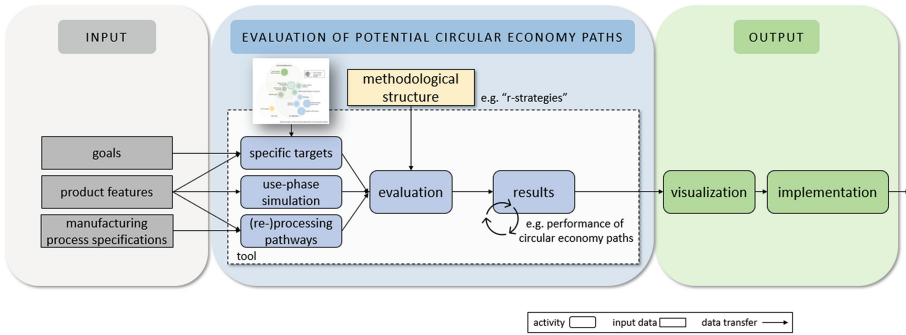 INPUT
EVALUATION OF POTENTIAL CIRCULAR ECONOMY PATHS
OUTPUT
methodological
structure
e.g. “r-strategies”
goals
specific targets
product features
use-phase
simulation
evaluation
results
visualization
implementation
manufacturing
process specifications
(re-)processing
pathways
e.g. performance of
circular economy paths
tool
activity
input data
data transfer